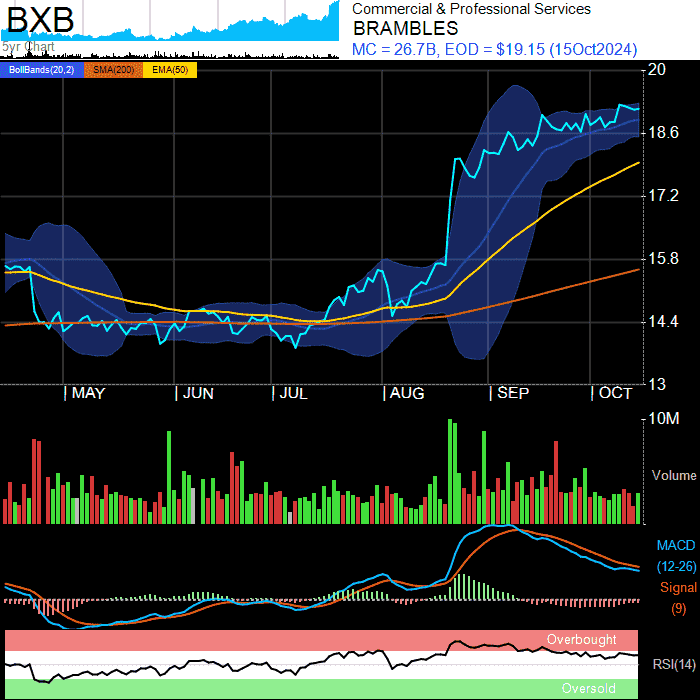 BXB
5yr Chart
Commercial & Professional Services
BRAMBLES
MC = 26.7B, EOD = $19.15 (15Oct2024)
BollBands(20,2) SMA(200) EMA(50)
20
18.6
17.2
15.8
14.4
13
MAY JUN JUL AUG SEP OCT
10M
Volume
MACD
(12-26)
Signal
(9)
Overbought
RSI(14)
Oversold